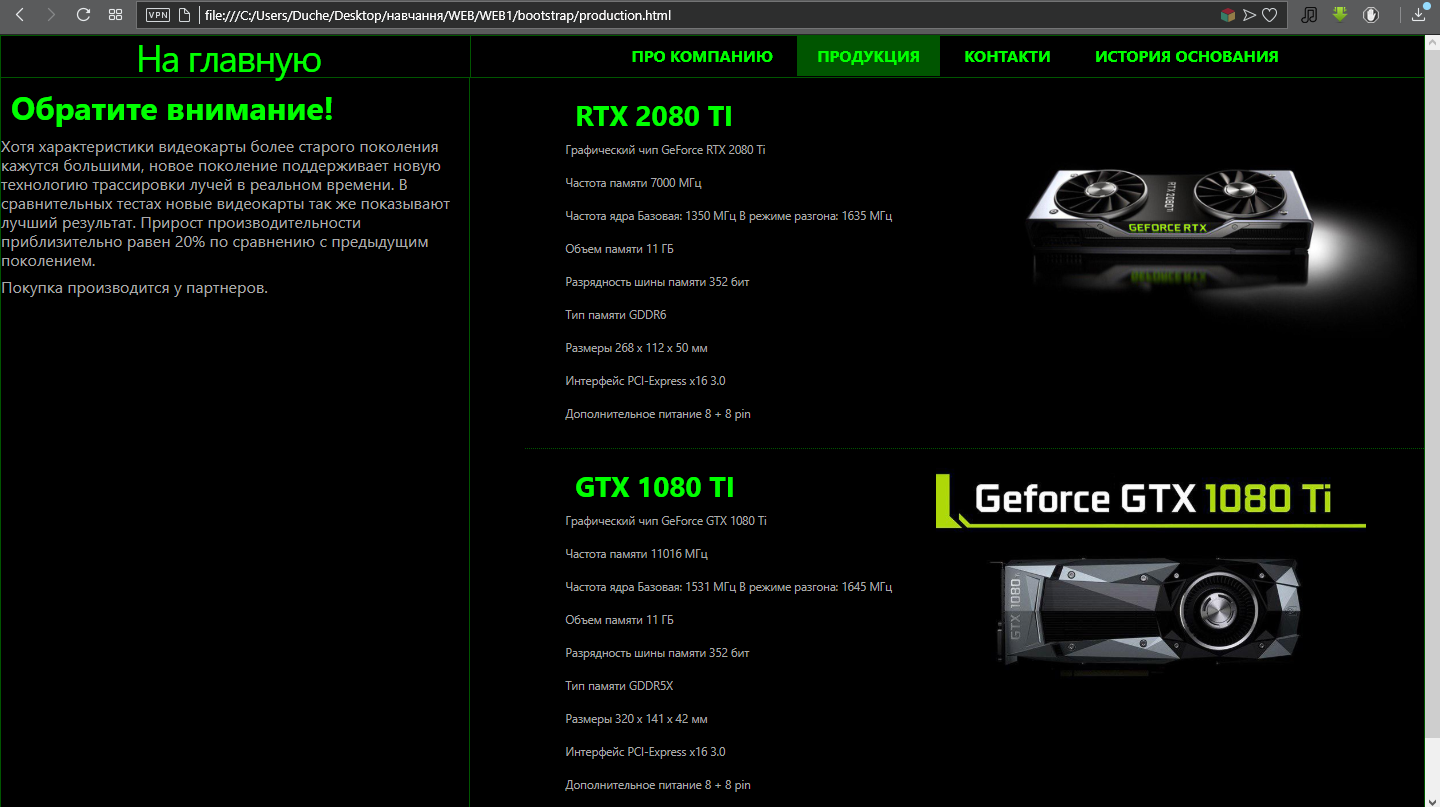 VPN
file:///C:/Users/Duche/Desktop/навчання/WEB/WEB1/bootstrap/production.html
На главную
ПРО КОМПАНИЮ
ПРОДУКЦИЯ
КОНТАКТИ
ИСТОРИЯ ОСНОВАНИЯ
Обратите внимание!
Хотя характеристики видеокарты более старого поколения
кажутся большими, новое поколение поддерживает новую
технологию трассировки лучей в реальном времени. В
сравнительных тестах новые видеокарты так же показывают
лучший результат. Прирост производительности
приблизительно равен 20% по сравнению с предыдущим
поколением.
Покупка производится у партнеров.
RTX 2080 TI
Графический чип GeForce RTX 2080 Ti
Частота памяти 7000 МГц
Частота ядра Базовая: 1350 МГц В режиме разгона: 1635 МГц
Объем памяти 11 ГБ
Разрядность шины памяти 352 бит
Тип памяти GDDR6
Размеры 268 x 112 x 50 мм
Интерфейс PCI-Express x16 3.0
Дополнительное питание 8 + 8 pin
RTX 2080Ti
GEFORCE RTX
GTX 1080 TI
Графический чип GeForce GTX 1080 Ti
Частота памяти 11016 МГц
Частота ядра Базовая: 1531 МГц В режиме разгона: 1645 МГц
Объем памяти 11 ГБ
Разрядность шины памяти 352 бит
Тип памяти GDDR5X
Размеры 320 x 141 x 42 мм
Интерфейс PCI-Express x16 3.0
Дополнительное питание 8 + 8 pin
Geforce GTX 1080 Ti
GTX 1080 Ti